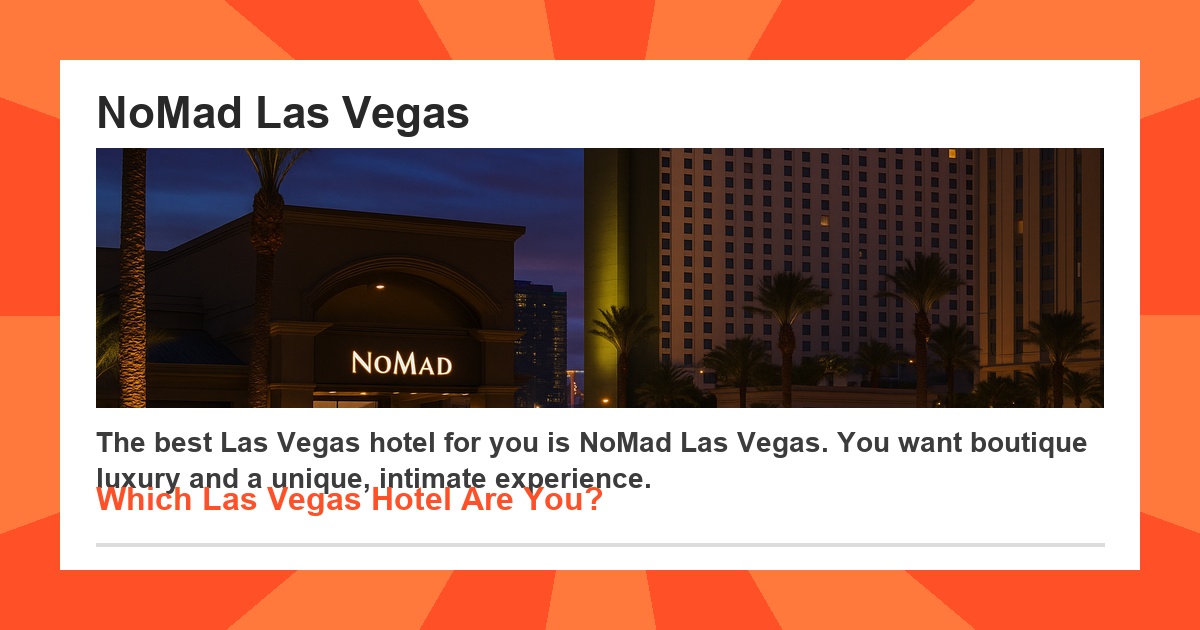 NoMad Las Vegas
NOMAD
The best Las Vegas hotel for you is NoMad Las Vegas. You want boutique
luxury and a unique, intimate experience.
Which Las Vegas Hotel Are You?